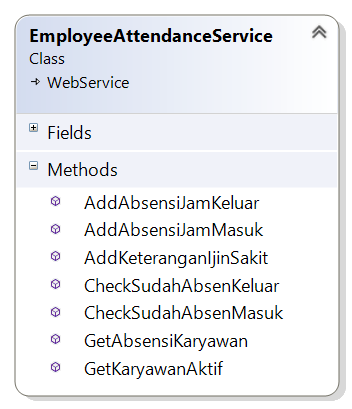 EmployeeAttendanceService
Class
WebService
Fields
Methods
AddAbsensiJamKeluar
AddAbsensiJamMasuk
AddKeteranganIjinSakit
CheckSudahAbsenKeluar
CheckSudahAbsenMasuk
GetAbsensiKaryawan
GetKaryawanAktif